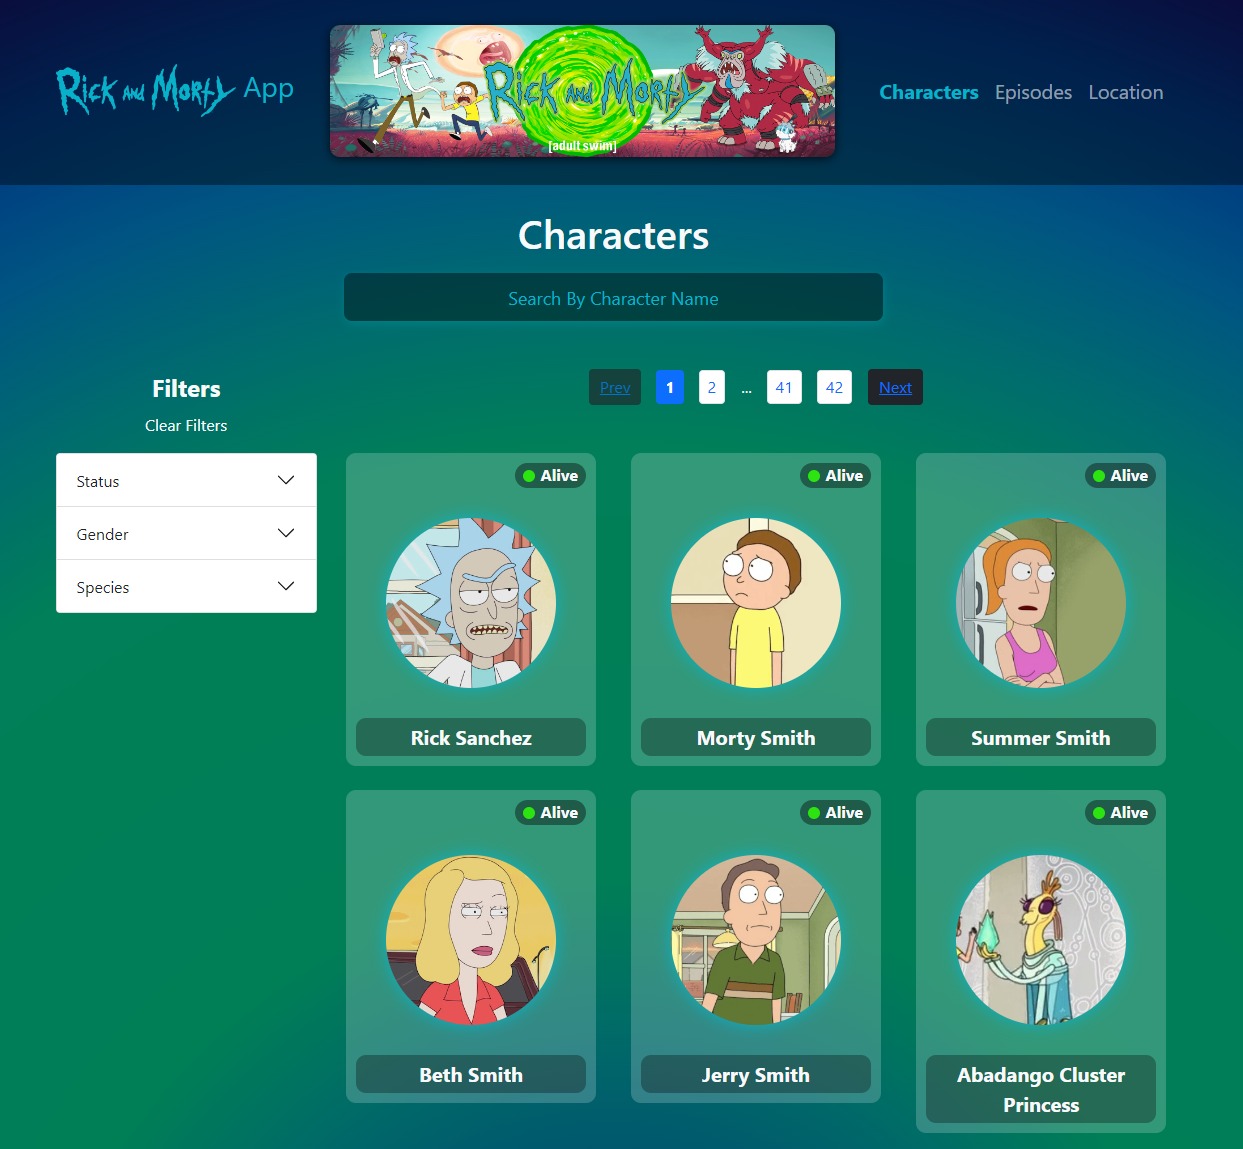 Rick and Morty App
Rick and Morty
[adult swim]
Characters Episodes Location
Characters
Search By Character Name
Filters
Clear Filters
Status
Gender
Species
Prev 1 2 ... 41 42 Next
Alive
Rick Sanchez
Alive
Morty Smith
Alive
Summer Smith
Alive
Beth Smith
Alive
Jerry Smith
Alive
Abadango Cluster
Princess